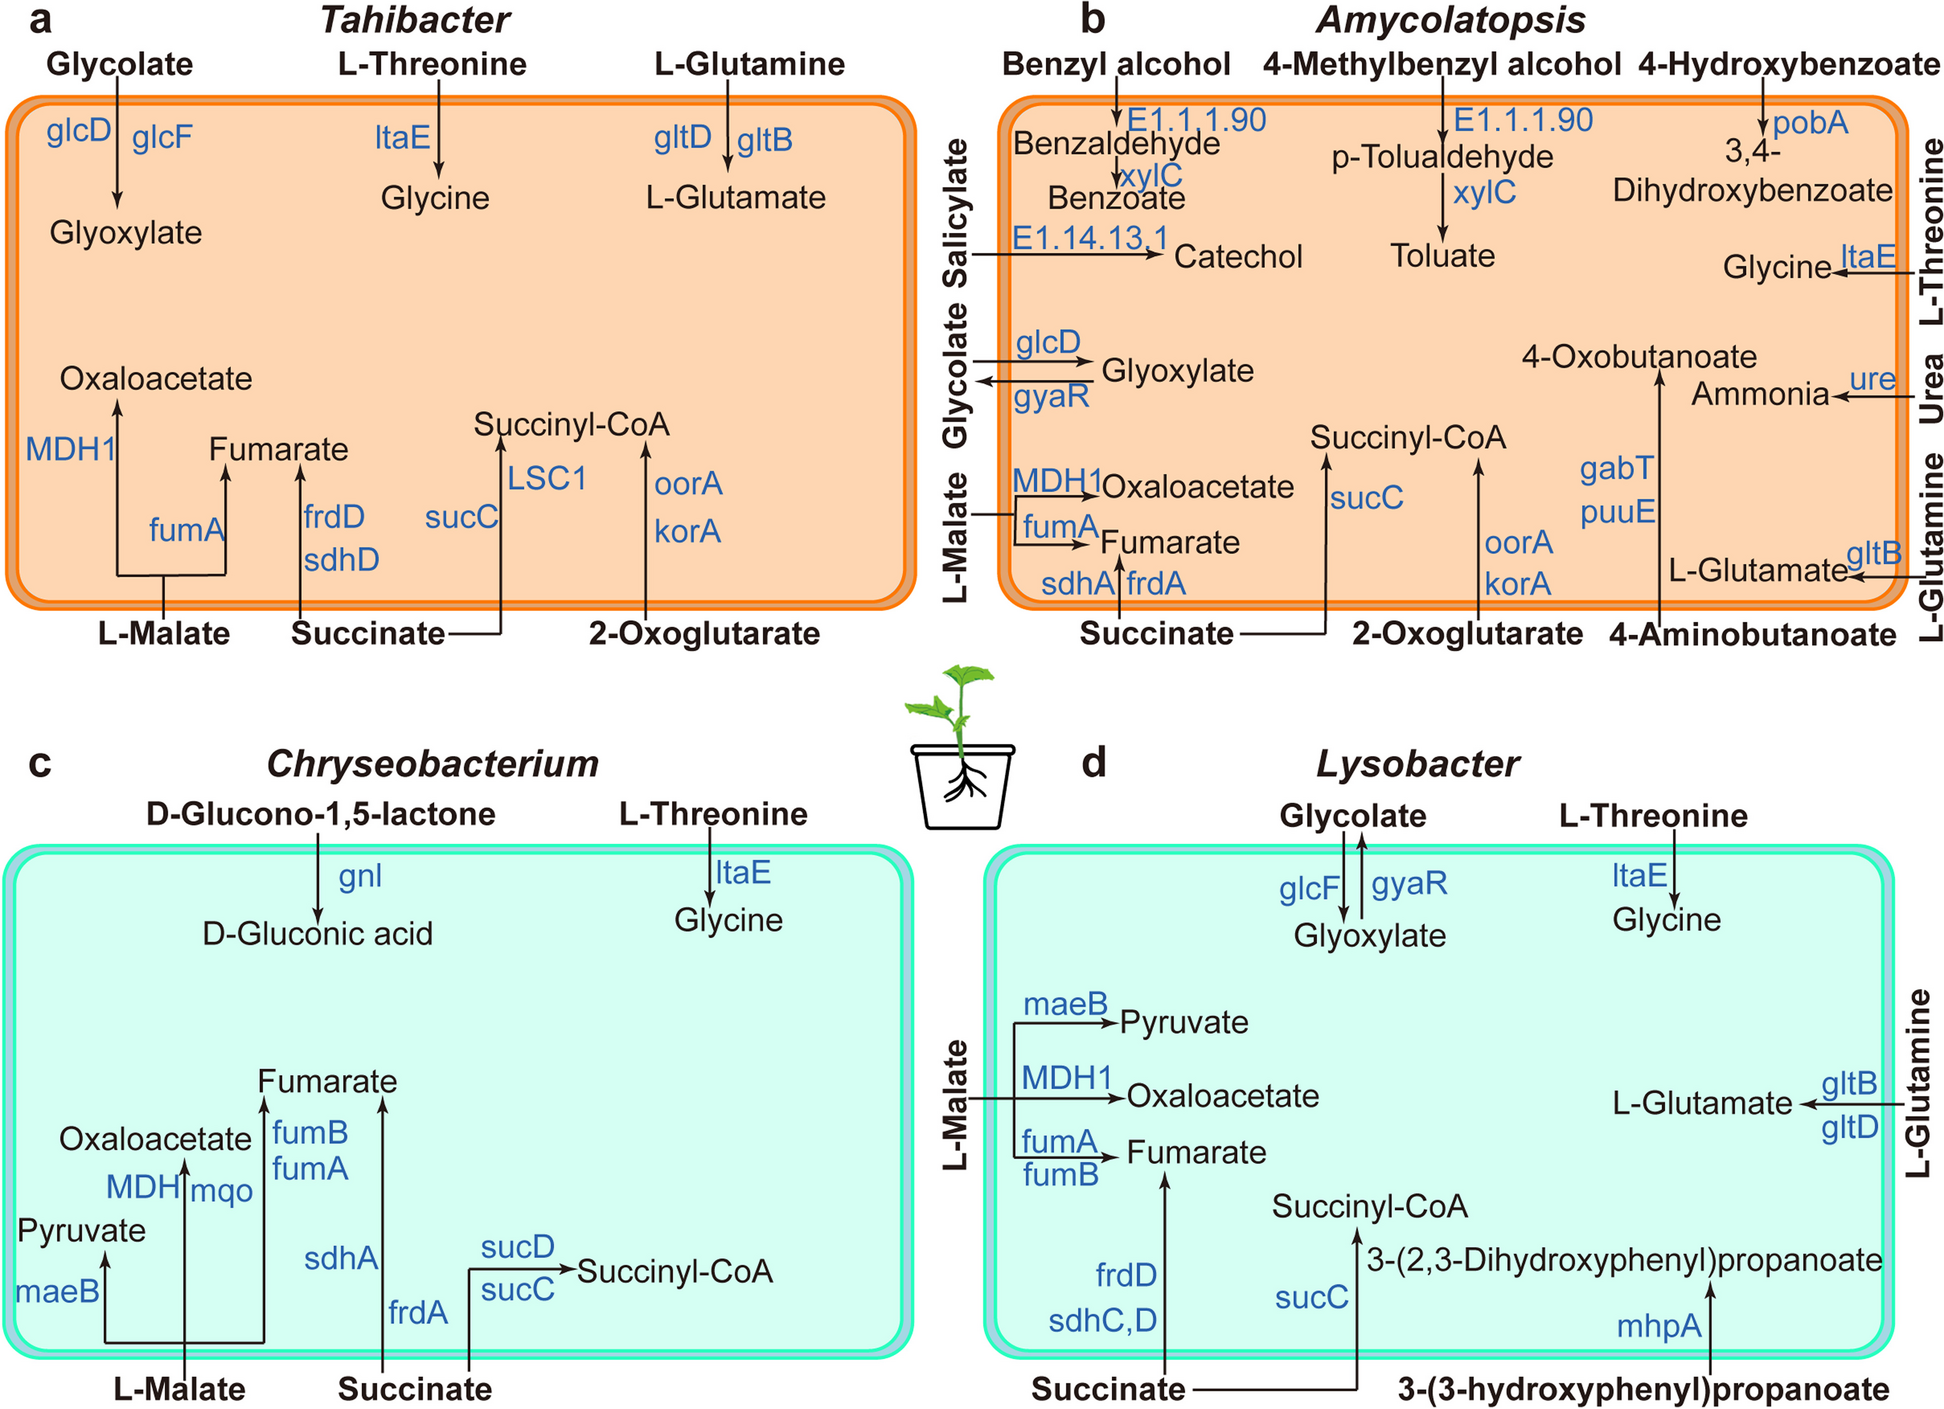 a
Tahibacter
Glycolate
L-Threonine
L-Glutamine
glcD
glcF
ltaE
gltD
gltB
Glyoxylate
Glycine
L-Glutamate
Oxaloacetate
Fumarate
Succinyl-CoA
MDH1
fumA
frdD
sdhD
sucC
LSC1
oorA
korA
L-Malate
Succinate
2-Oxoglutarate
b
Amycolatopsis
Benzyl alcohol
4-Methylbenzyl alcohol
4-Hydroxybenzoate
E1.1.1.90
E1.1.1.90
pobA
Benzaldehyde
p-Tolualdehyde
3,4-
Dihydroxybenzoate
xylC
xylC
Benzoate
Toluate
Salicylate
E1.14.13.1
Catechol
Glycine
ltaE
L-Threonine
Glycolate
glcD
gyaR
Glyoxylate
4-Oxobutanoate
Ammonia
ure
Urea
L-Malate
MDH1
Oxaloacetate
fumA
Fumarate
sdhA
frdA
Succinyl-CoA
sucC
oorA
korA
gabT
puuE
L-Glutamate
gltB
L-Glutamine
Succinate
2-Oxoglutarate
4-Aminobutanoate
c
Chryseobacterium
D-Glucono-1,5-lactone
L-Threonine
gnl
ltaE
D-Gluconic acid
Glycine
Fumarate
Oxaloacetate
fumB
fumA
MDH
mqo
Pyruvate
maeB
sdhA
frdA
sucD
sucC
Succinyl-CoA
L-Malate
Succinate
d
Lysobacter
Glycolate
L-Threonine
glcF
gyaR
ltaE
Glyoxylate
Glycine
L-Malate
maeB
Pyruvate
MDH1
Oxaloacetate
fumA
fumB
Fumarate
L-Glutamate
gltB
gltD
L-Glutamine
Succinyl-CoA
3-(2,3-Dihydroxyphenyl)propanoate
frdD
sdhC,D
sucC
mhpA
Succinate
3-(3-hydroxyphenyl)propanoate